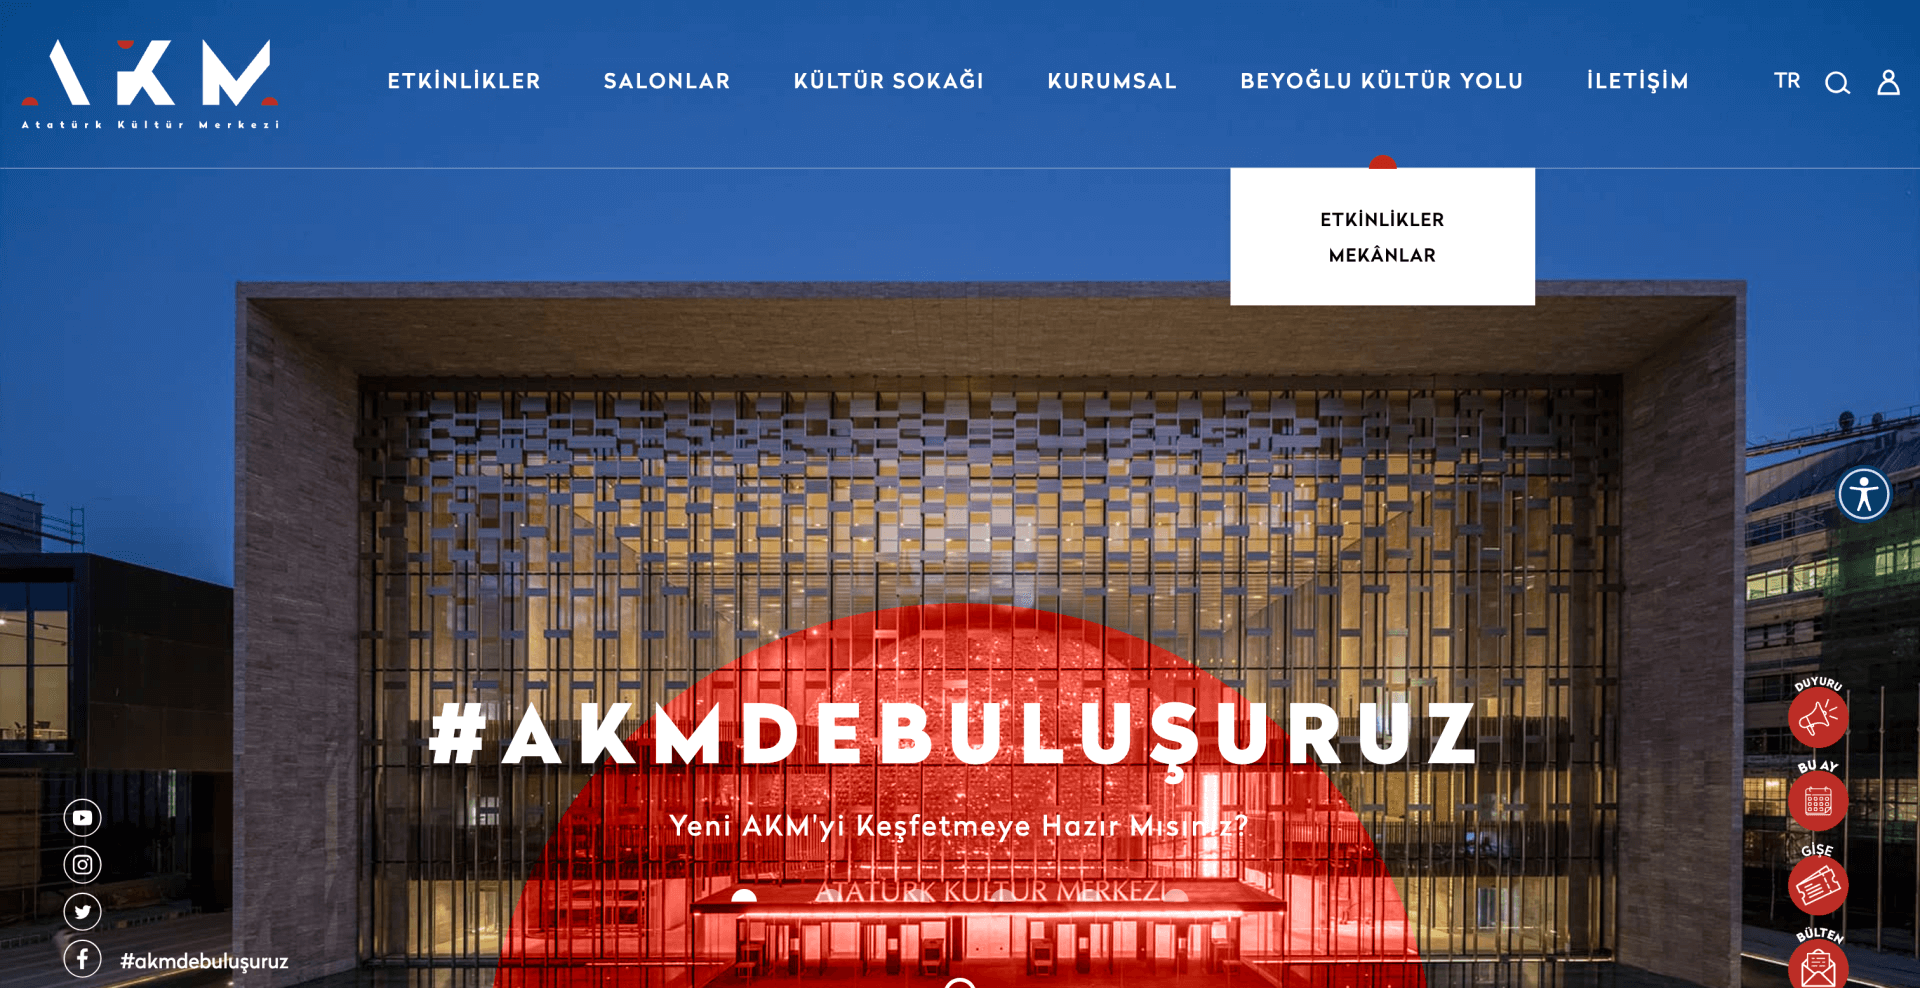 AKM
Atatürk Kültür Merkezi
ETKİNLİKLER
SALONLAR
KÜLTÜR SOKAĞI
KURUMSAL
BEYOĞLU KÜLTÜR YOLU
İLETİŞİM
TR
ETKİNLİKLER
MEKÂNLAR
#AKMDEBULUŞURUZ
Yeni AKM'yi Keşfetmeye Hazır Mısınız?
ATATÜRK KÜLTÜR MERKEZİ
DUYURU
BU AY
GİŞE
BÜLTEN
#akmdebuluşuruz